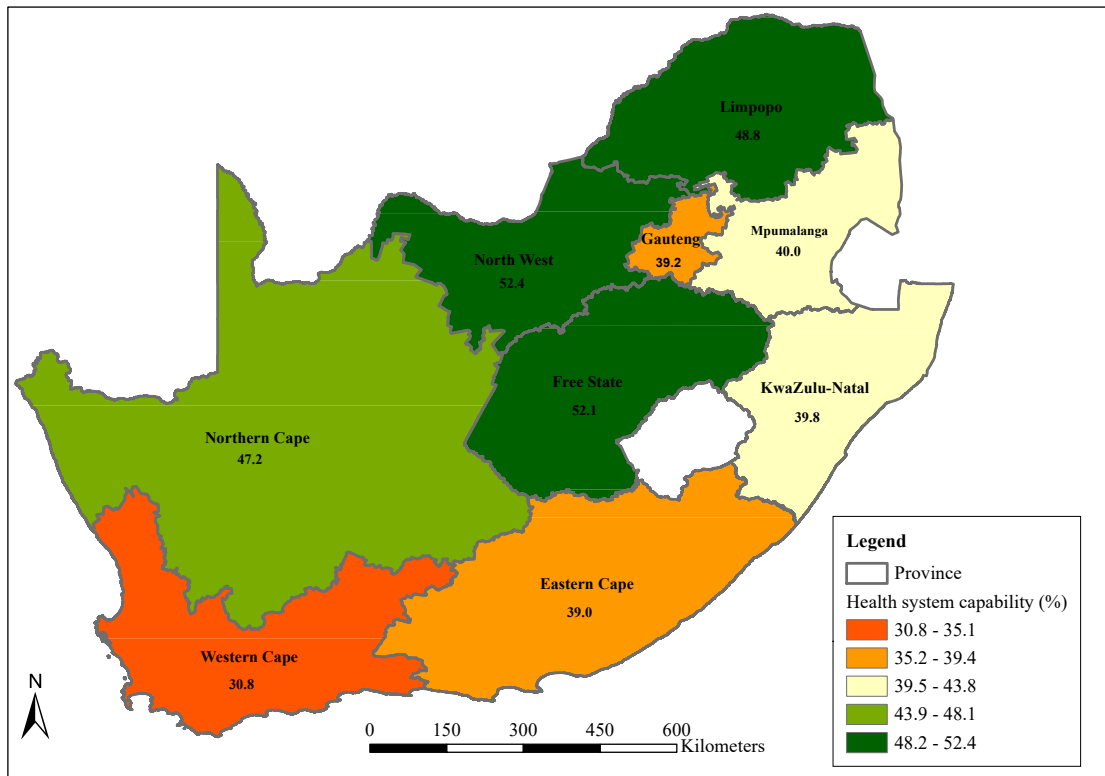 Limpopo
48.8
Gauteng
39.2
Mpumalanga
40.0
North West
52.4
Free State
52.1
KwaZulu-Natal
39.8
Northern Cape
47.2
Eastern Cape
39.0
Western Cape
30.8
N
0 150 300 450 600
Kilometers
Legend
Province
Health system capability (%)
30.8 - 35.1
35.2 - 39.4
39.5 - 43.8
43.9 - 48.1
48.2 - 52.4